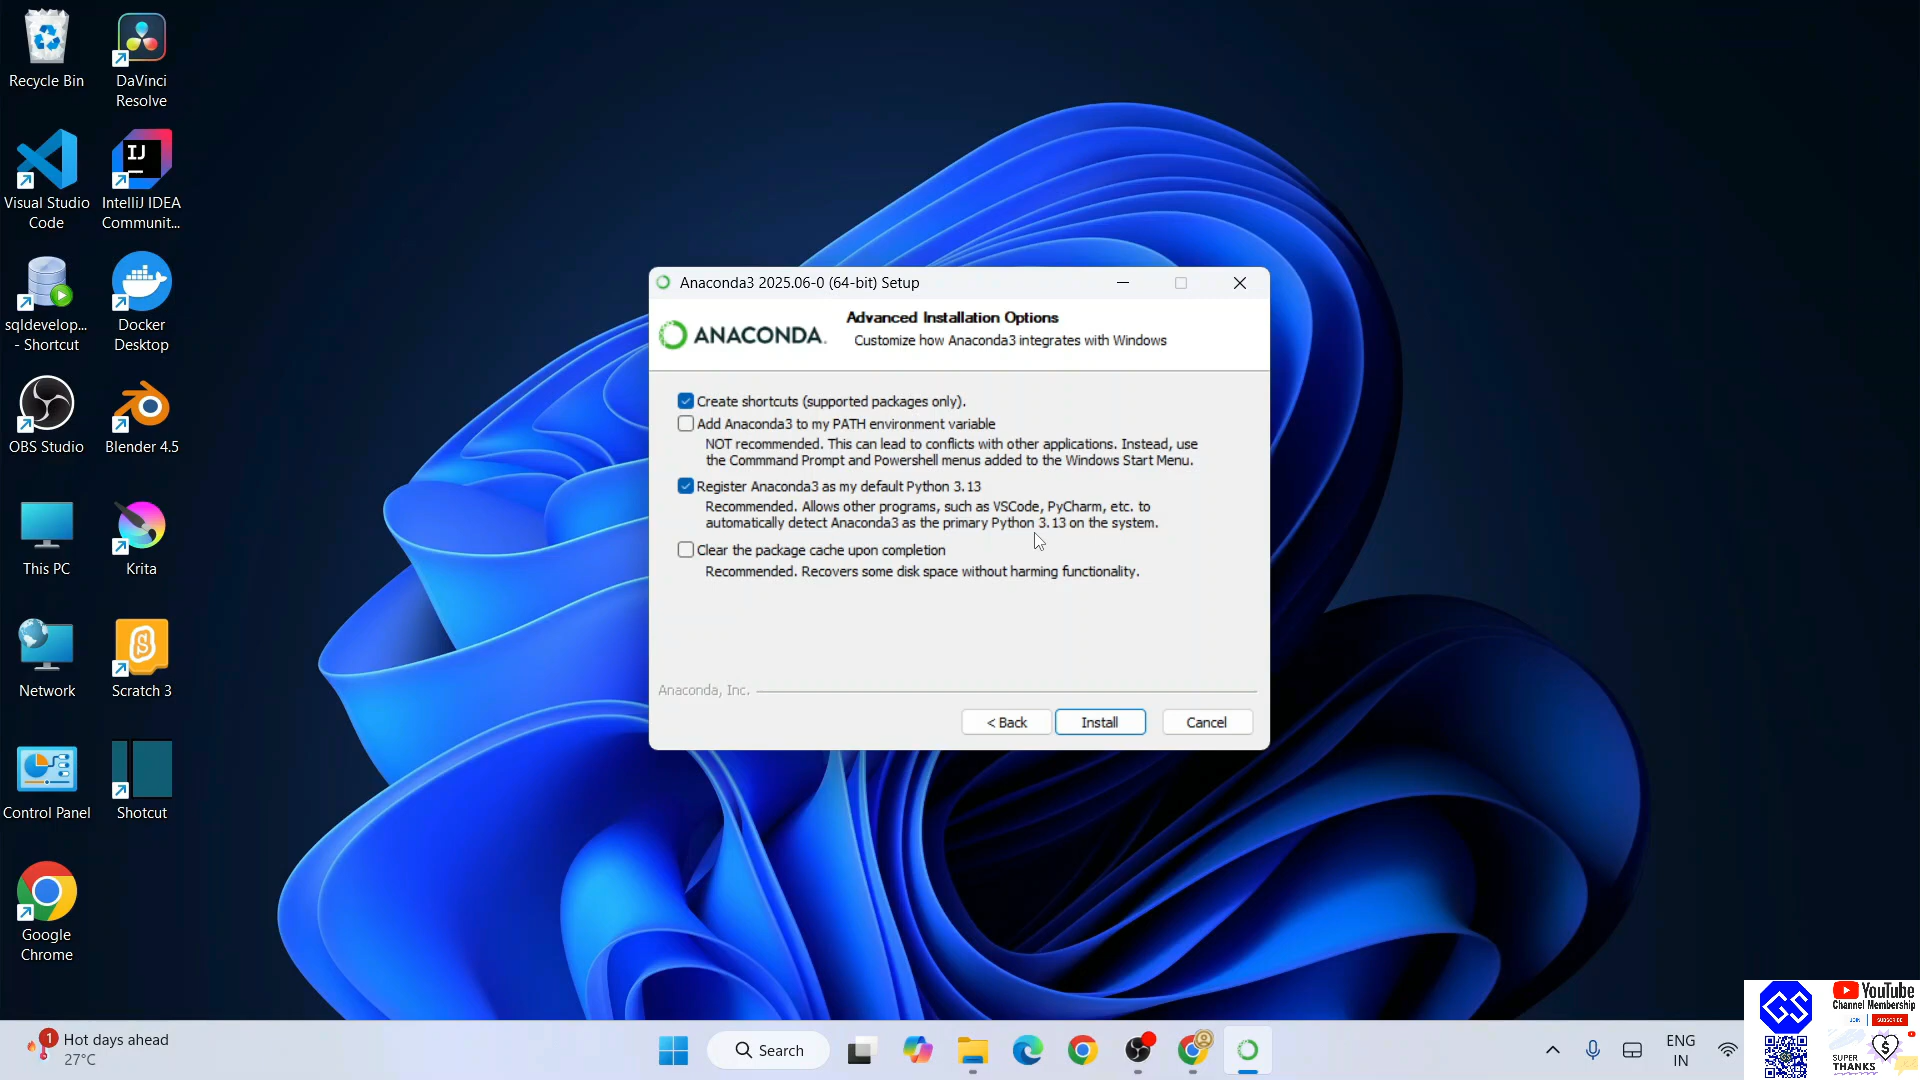 Recycle Bin
DaVinci
Resolve
Visual Studio
Code
IntelliJ IDEA
Communit...
sqldevelop...
- Shortcut
Docker
Desktop
OBS Studio
Blender 4.5
This PC
Krita
Network
Scratch 3
Control Panel
Shotcut
Google
Chrome
Anaconda3 2025.06-0 (64-bit) Setup
ANACONDA.
Advanced Installation Options
Customize how Anaconda3 integrates with Windows
Create shortcuts (supported packages only).
Add Anaconda3 to my PATH environment variable
NOT recommended. This can lead to conflicts with other applications. Instead, use
the Commmand Prompt and Powershell menus added to the Windows Start Menu.
Register Anaconda3 as my default Python 3.13
Recommended. Allows other programs, such as VSCode, PyCharm, etc. to
automatically detect Anaconda3 as the primary Python 3.13 on the system.
Clear the package cache upon completion
Recommended. Recovers some disk space without harming functionality.
Anaconda, Inc.
< Back
Install
Cancel
1
Hot days ahead
27°C
Search
ENG
IN
GS
YouTube
Channel Membership
JOIN
SUBSCRIBE
SUPER
THANKS